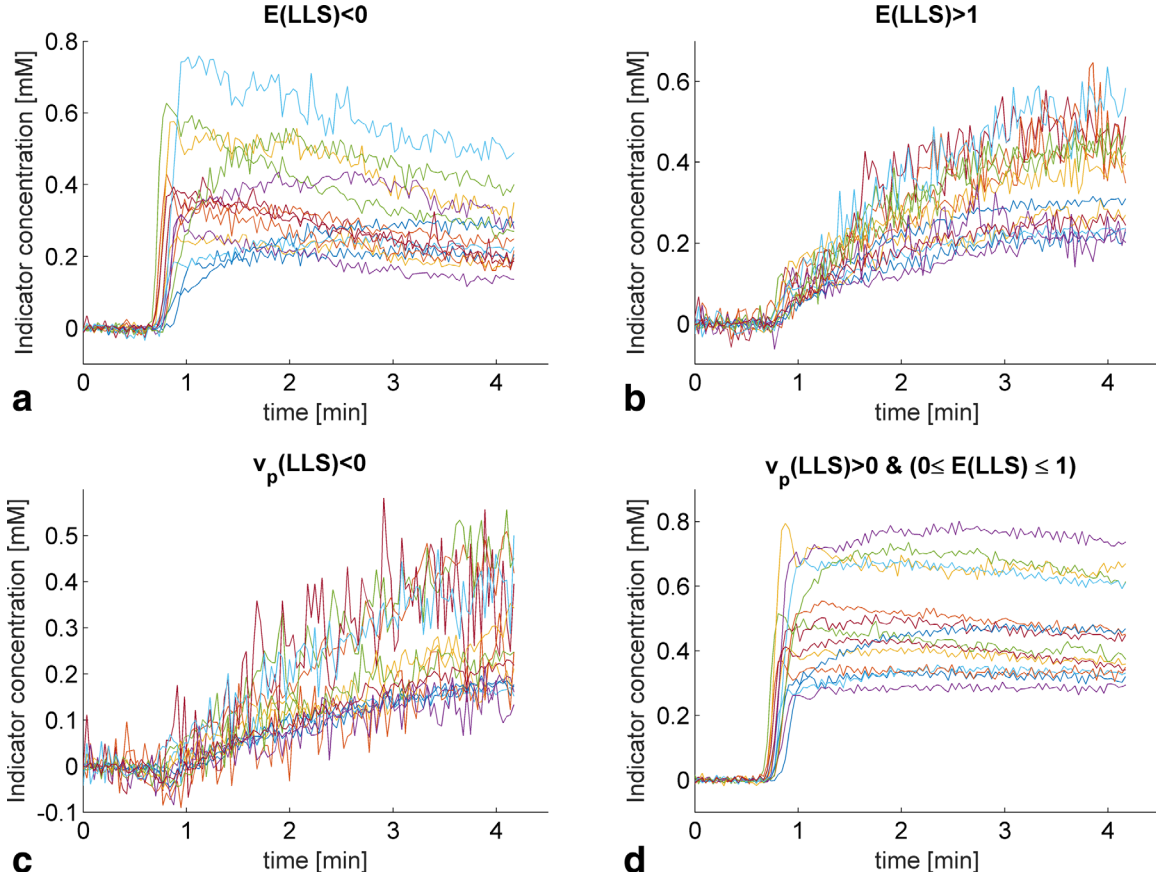 E(LLS)<0
Indicator concentration [mM]
0.8
0.6
0.4
0.2
0
0 1 2 3 4
time [min]
a
E(LLS)>1
Indicator concentration [mM]
0.6
0.4
0.2
0
0 1 2 3 4
time [min]
b
vp(LLS)<0
Indicator concentration [mM]
0.5
0.4
0.3
0.2
0.1
0
-0.1
0 1 2 3 4
time [min]
c
vp(LLS)>0 & (0≤ E(LLS) ≤ 1)
Indicator concentration [mM]
0.8
0.6
0.4
0.2
0
0 1 2 3 4
time [min]
d